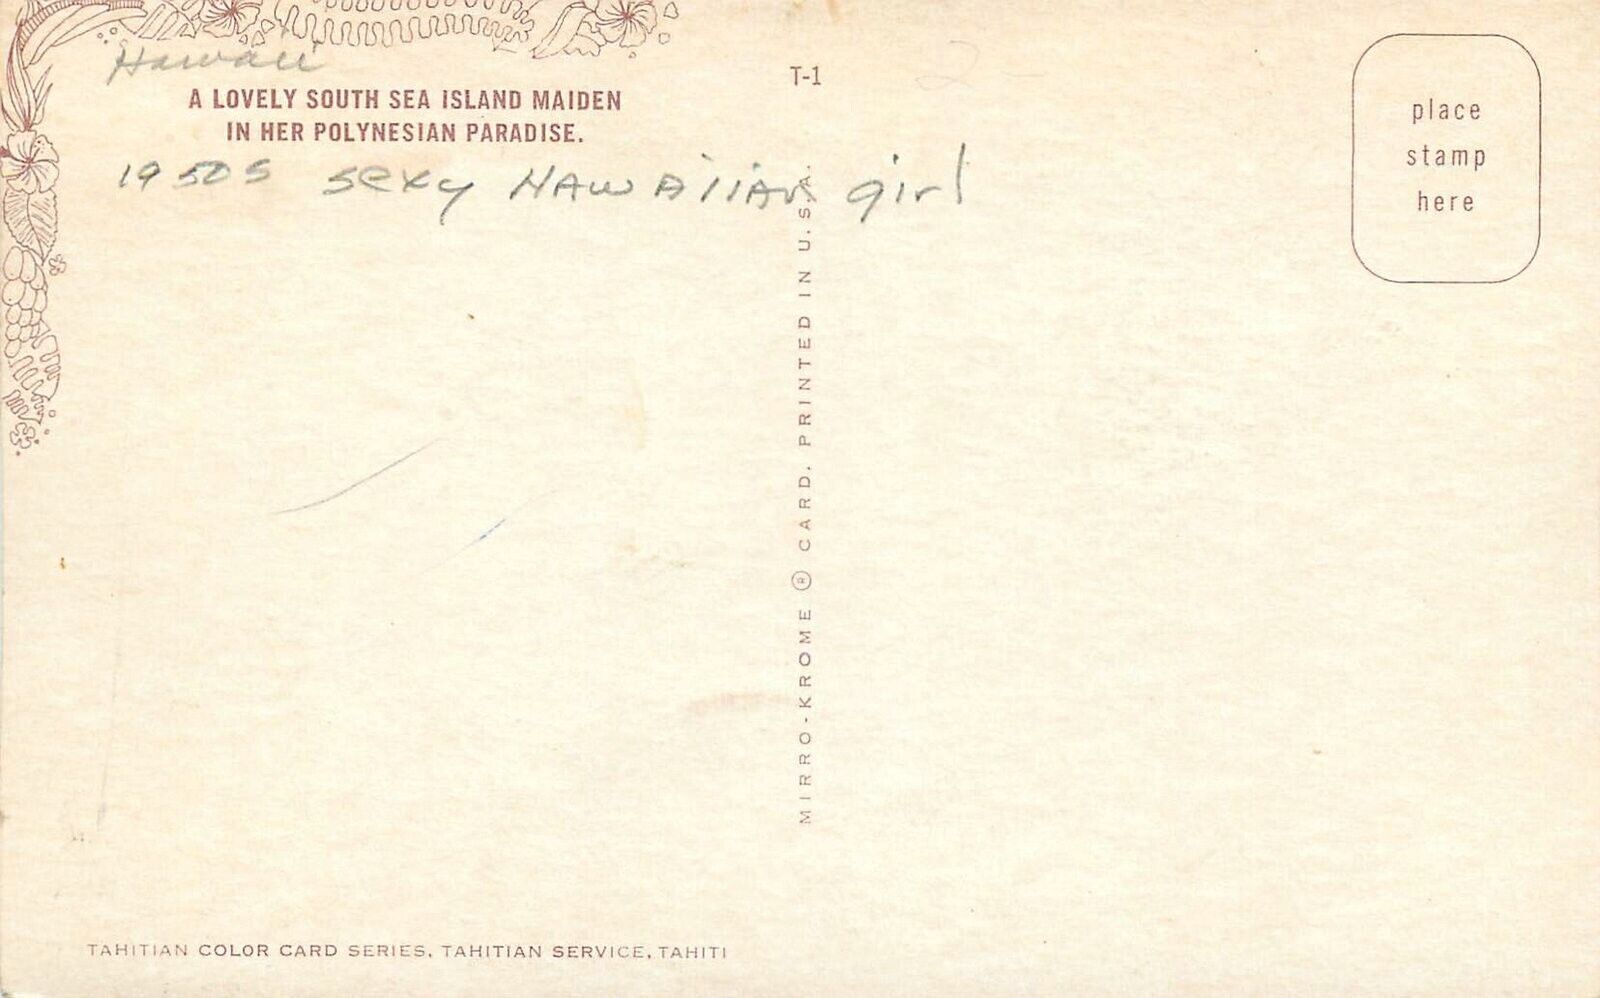 Hawaii
A LOVELY SOUTH SEA ISLAND MAIDEN
IN HER POLYNESIAN PARADISE.
1950s sexy HAWAIIAN girl
T-1
2-
place
stamp
here
MIRRO-KROME ® CARD. PRINTED IN U.S.A.
TAHITIAN COLOR CARD SERIES, TAHITIAN SERVICE, TAHITI